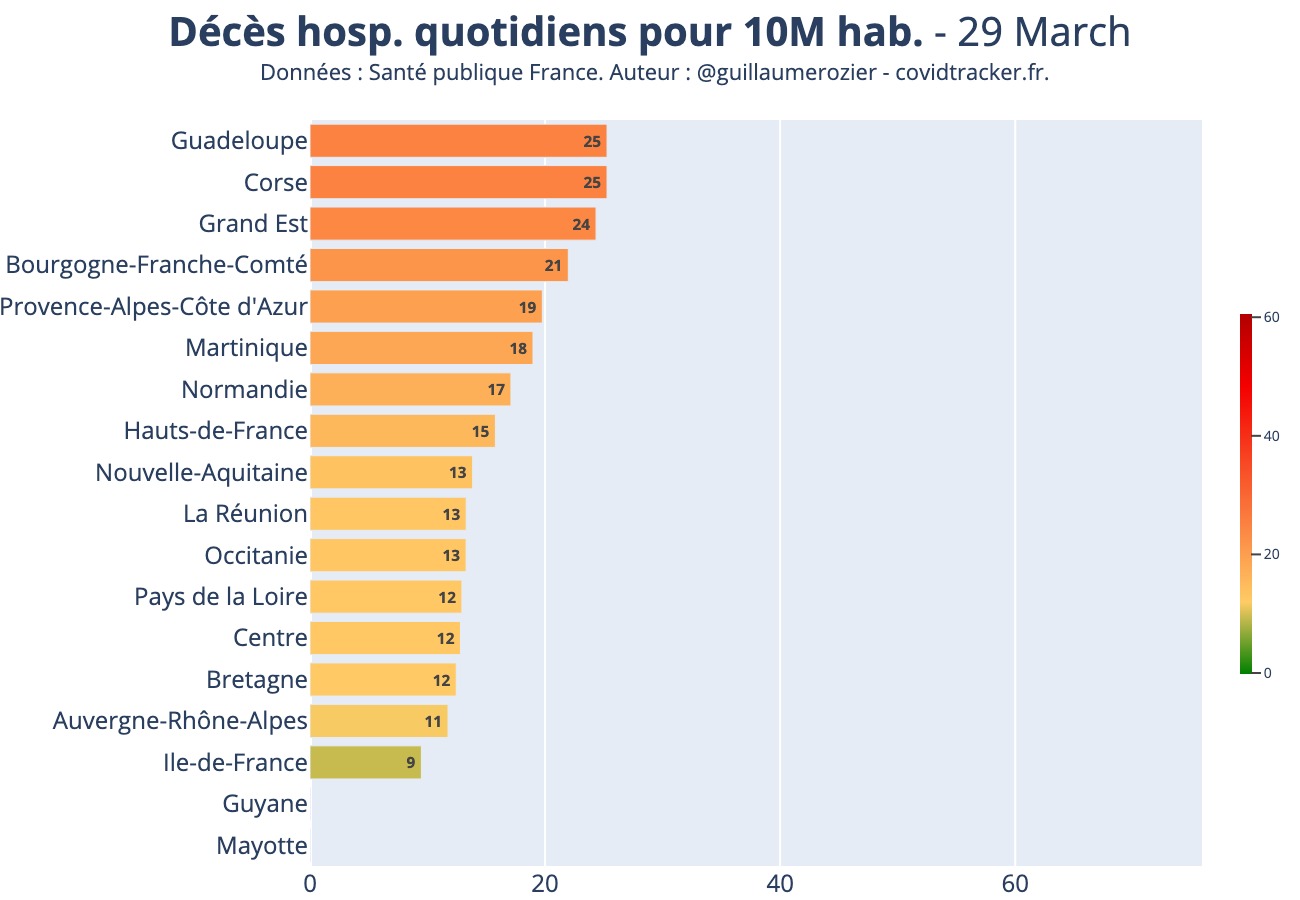 Décès hosp. quotidiens pour 10M hab. - 29 March
Données : Santé publique France. Auteur : @guillaumerozier - covidtracker.fr.
Guadeloupe 25
Corse 25
Grand Est 24
Bourgogne-Franche-Comté 21
Provence-Alpes-Côte d'Azur 19
Martinique 18
Normandie 17
Hauts-de-France 15
Nouvelle-Aquitaine 13
La Réunion 13
Occitanie 13
Pays de la Loire 12
Centre 12
Bretagne 12
Auvergne-Rhône-Alpes 11
Ile-de-France 9
Guyane
Mayotte
0 20 40 60
60
40
20
0